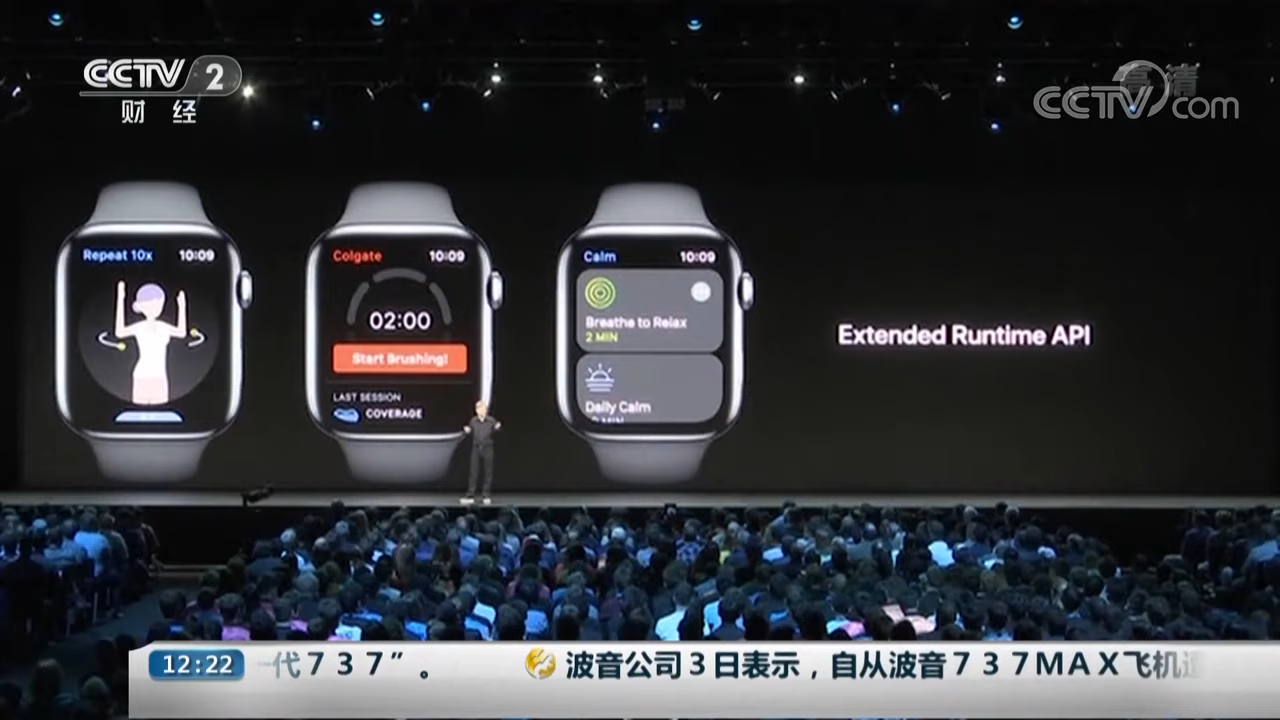 CCTV 2
财 经
高清
CCTV.com
Repeat 10x 10:09
Colgate 10:09
02:00
Start Brushing!
LAST SESSION
COVERAGE
Calm 10:09
Breathe to Relax
2 MIN
Daily Calm
MIN
Extended Runtime API
12:22 一代７３７”。 波音公司３日表示，自从波音７３７ＭＡＸ飞机